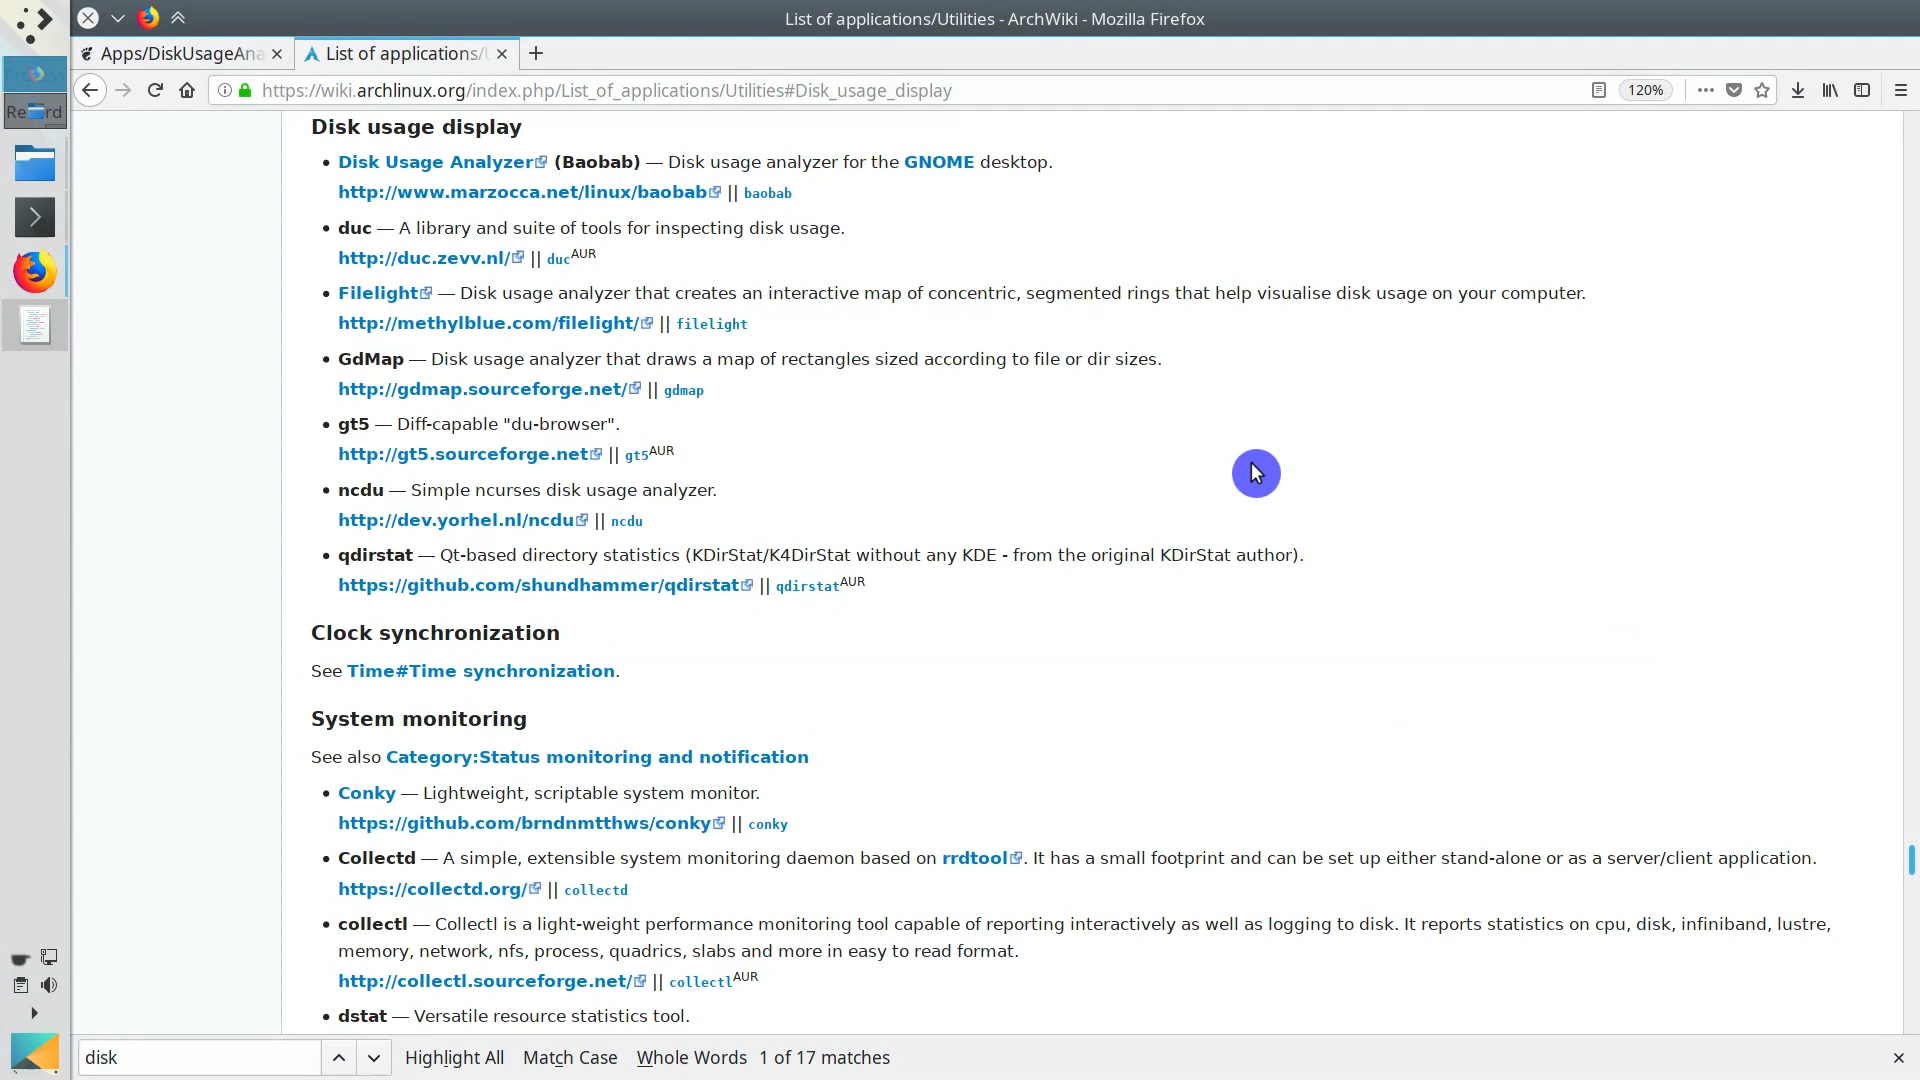 List of applications/Utilities - ArchWiki - Mozilla Firefox
Apps/DiskUsageAna
List of applications/U
https://wiki.archlinux.org/index.php/List_of_applications/Utilities#Disk_usage_display
120%
Disk usage display
• Disk Usage Analyzer (Baobab) — Disk usage analyzer for the GNOME desktop.
http://www.marzocca.net/linux/baobab || baobab
• duc — A library and suite of tools for inspecting disk usage.
http://duc.zevv.nl/ || duc AUR
• Filelight — Disk usage analyzer that creates an interactive map of concentric, segmented rings that help visualise disk usage on your computer.
http://methylblue.com/filelight/ || filelight
• GdMap — Disk usage analyzer that draws a map of rectangles sized according to file or dir sizes.
http://gdmap.sourceforge.net/ || gdmap
• gt5 — Diff-capable "du-browser".
http://gt5.sourceforge.net || gt5 AUR
• ncdu — Simple ncurses disk usage analyzer.
http://dev.yorhel.nl/ncdu || ncdu
• qdirstat — Qt-based directory statistics (KDirStat/K4DirStat without any KDE - from the original KDirStat author).
https://github.com/shundhammer/qdirstat || qdirstat AUR
Clock synchronization
See Time#Time synchronization.
System monitoring
See also Category:Status monitoring and notification
• Conky — Lightweight, scriptable system monitor.
https://github.com/brndnmtthws/conky || conky
• Collectd — A simple, extensible system monitoring daemon based on rrdtool. It has a small footprint and can be set up either stand-alone or as a server/client application.
https://collectd.org/ || collectd
• collectl — Collectl is a light-weight performance monitoring tool capable of reporting interactively as well as logging to disk. It reports statistics on cpu, disk, infiniband, lustre,
memory, network, nfs, process, quadrics, slabs and more in easy to read format.
http://collectl.sourceforge.net/ || collectl AUR
• dstat — Versatile resource statistics tool.
disk
Highlight All
Match Case
Whole Words
1 of 17 matches